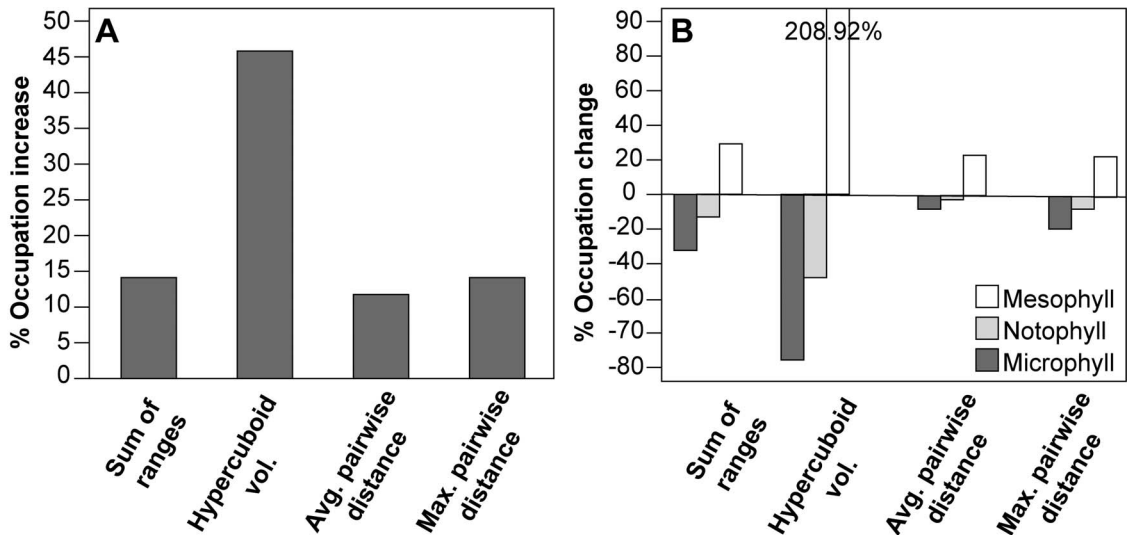 A
% Occupation increase
50
45
40
35
30
25
20
15
10
5
0
Sum of
ranges
Hypercuboid
vol.
Avg. pairwise
distance
Max. pairwise
distance
B
208.92%
% Occupation change
90
80
60
40
20
0
-20
-40
-60
-70
-80
Mesophyll
Notophyll
Microphyll
Sum of
ranges
Hypercuboid
vol.
Avg. pairwise
distance
Max. pairwise
distance